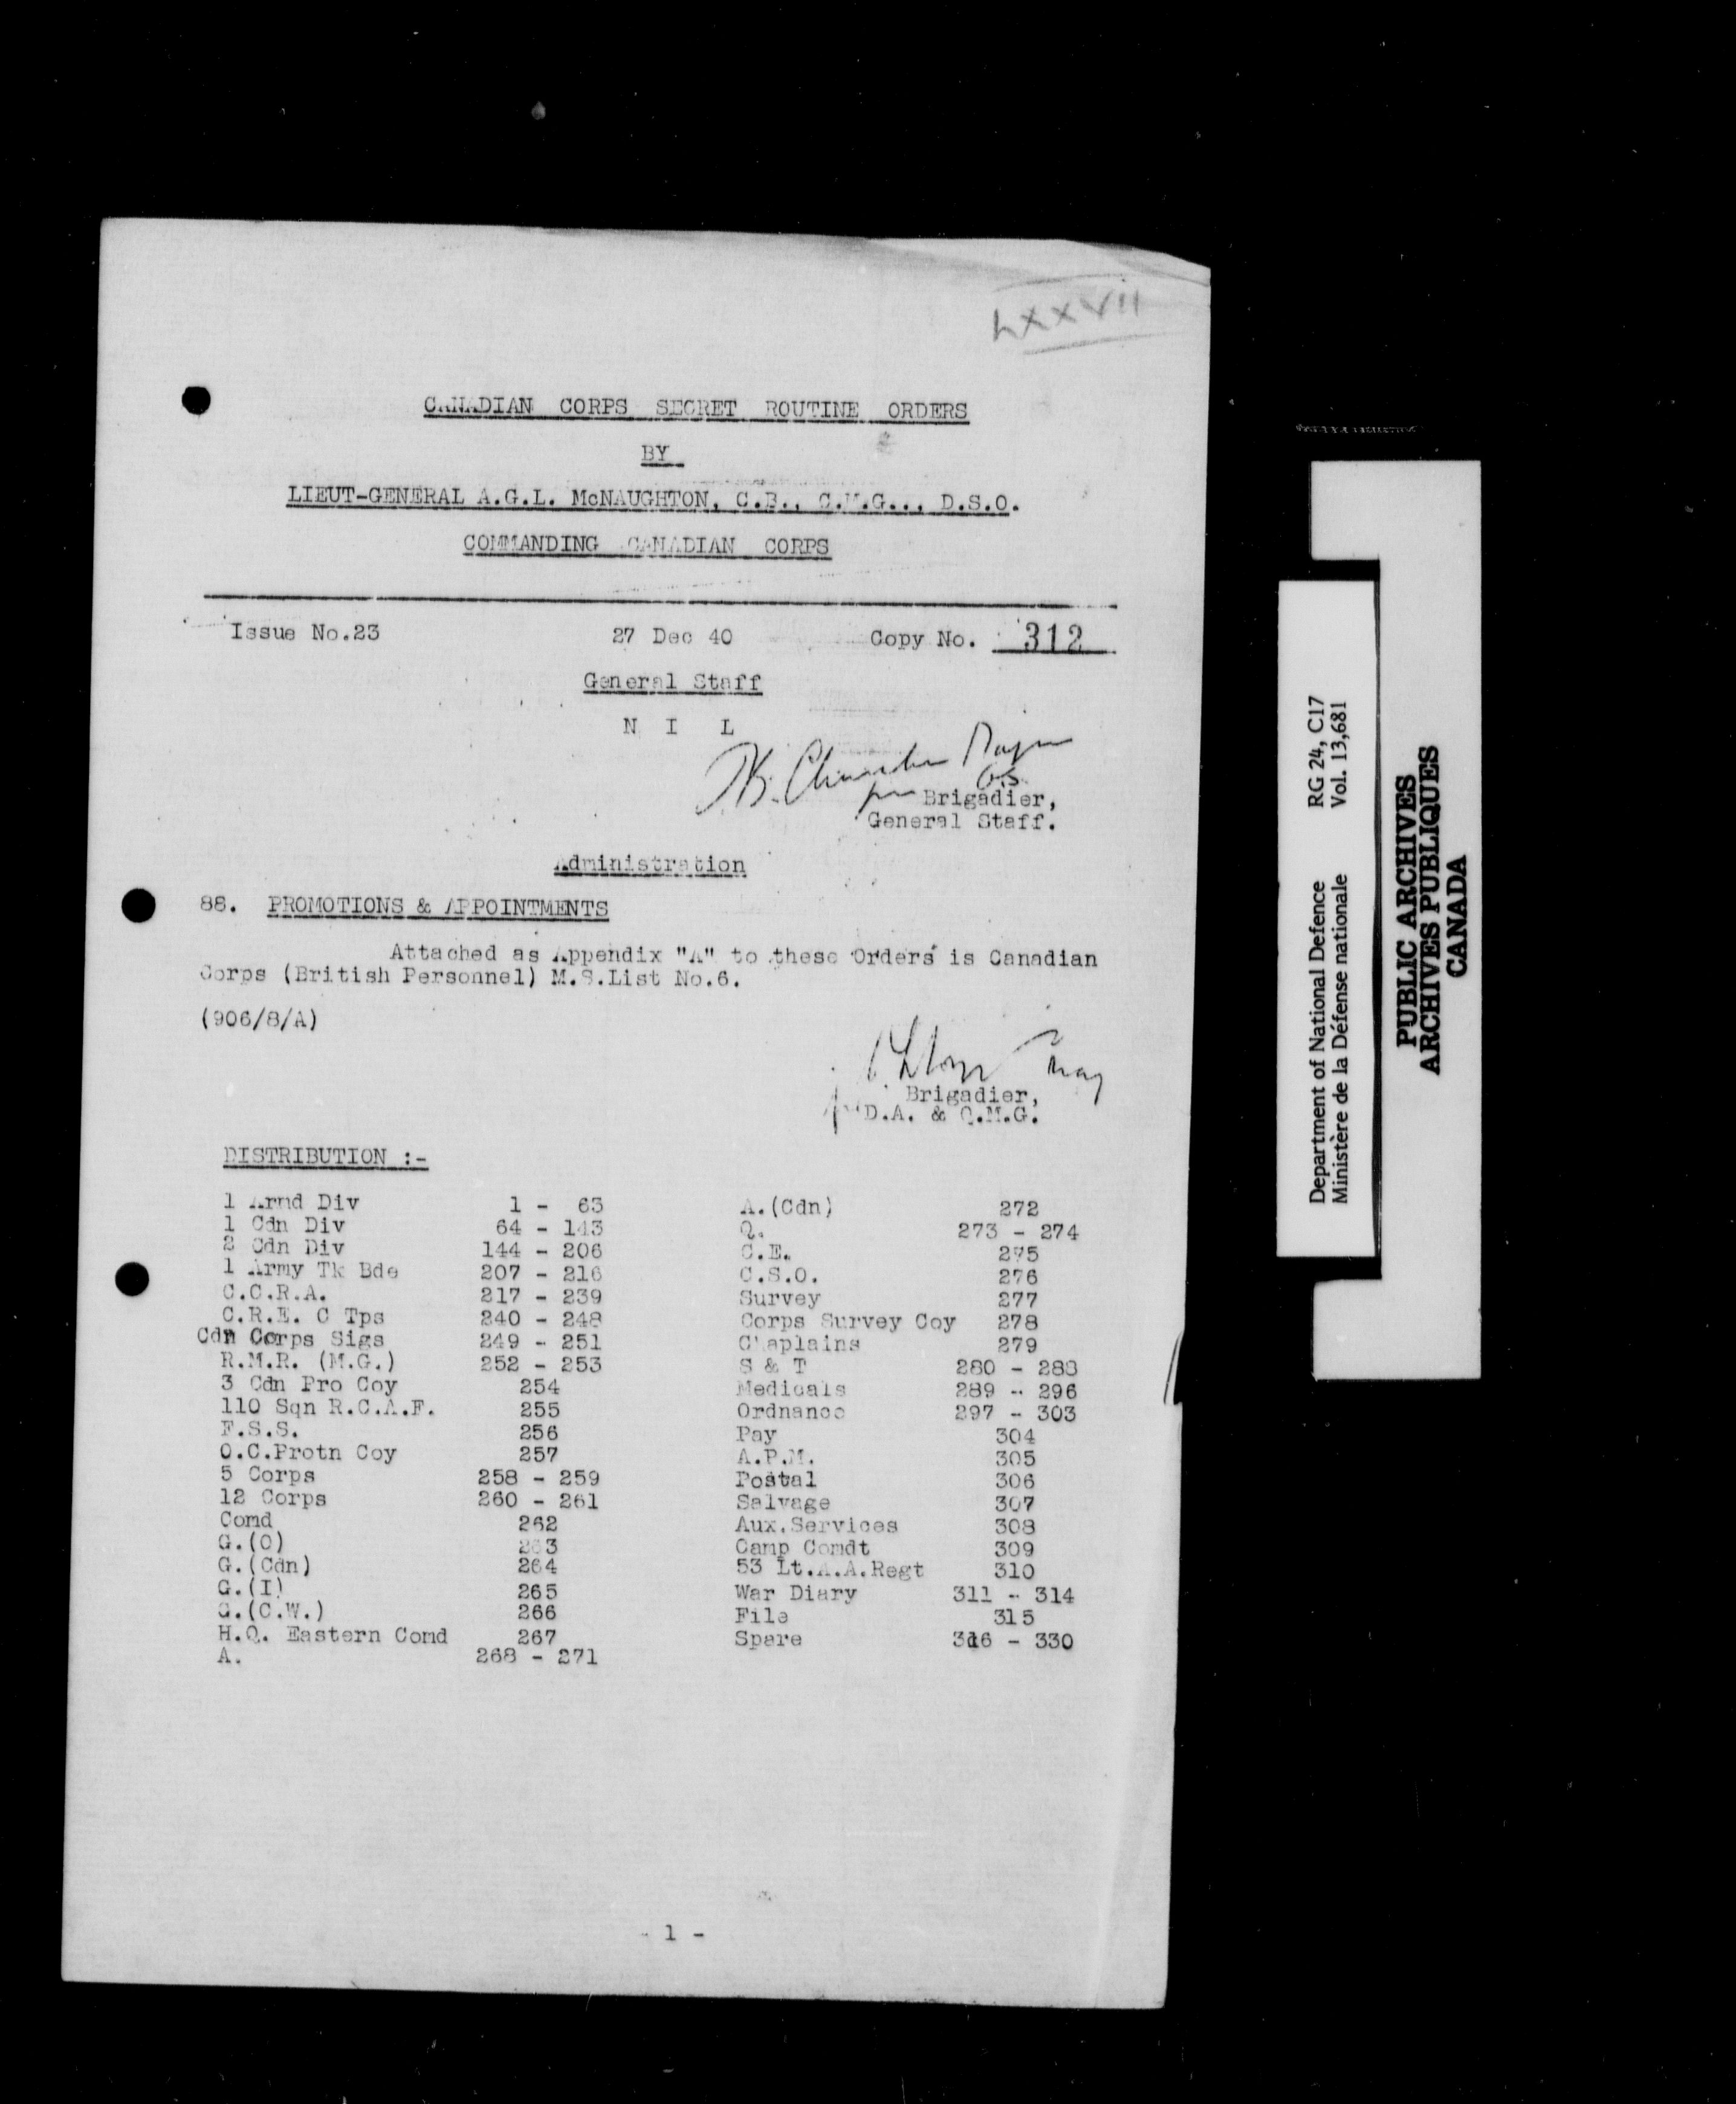 LXXVII
CANADIAN CORPS SECRET ROUTINE ORDERS
BY
LIEUT-GENERAL A.G.L. McNAUGHTON, C.B., C.M.G.., D.S.O.
COMMANDING CANADIAN CORPS
Issue No.23 27 Dec 40 Copy No. 312
General Staff
N I L
Brigadier,
General Staff.
Administration
88. PROMOTIONS & APPOINTMENTS
Attached as Appendix "A" to these Orders is Canadian
Corps (British Personnel) M.S.List No.6.
(906/8/A)
Brigadier,
D.A. & Q.M.G.
DISTRIBUTION :-
1 Armd Div 1 - 63
1 Cdn Div 64 - 143
2 Cdn Div 144 - 206
1 Army Tk Bde 207 - 216
C.C.R.A. 217 - 239
C.R.E. C Tps 240 - 248
Cdn Corps Sigs 249 - 251
R.M.R. (M.G.) 252 - 253
3 Cdn Pro Coy 254
110 Sqn R.C.A.F. 255
F.S.S. 256
O.C.Protn Coy 257
5 Corps 258 - 259
12 Corps 260 - 261
Comd 262
G.(O) 263
G.(Cdn) 264
G.(I) 265
G.(C.W.) 266
H.Q. Eastern Comd 267
A. 268 - 271
A.(Cdn) 272
Q. 273 - 274
C.E. 275
C.S.O. 276
Survey 277
Corps Survey Coy 278
Chaplains 279
S & T 280 - 288
Medicals 289 - 296
Ordnance 297 - 303
Pay 304
A.P.M. 305
Postal 306
Salvage 307
Aux.Services 308
Camp Comdt 309
53 Lt.A.A.Regt 310
War Diary 311 - 314
File 315
Spare 316 - 330
- 1 -
Department of National Defence RG 24, C17
Ministère de la Défense nationale Vol. 13,681
PUBLIC ARCHIVES
ARCHIVES PUBLIQUES
CANADA